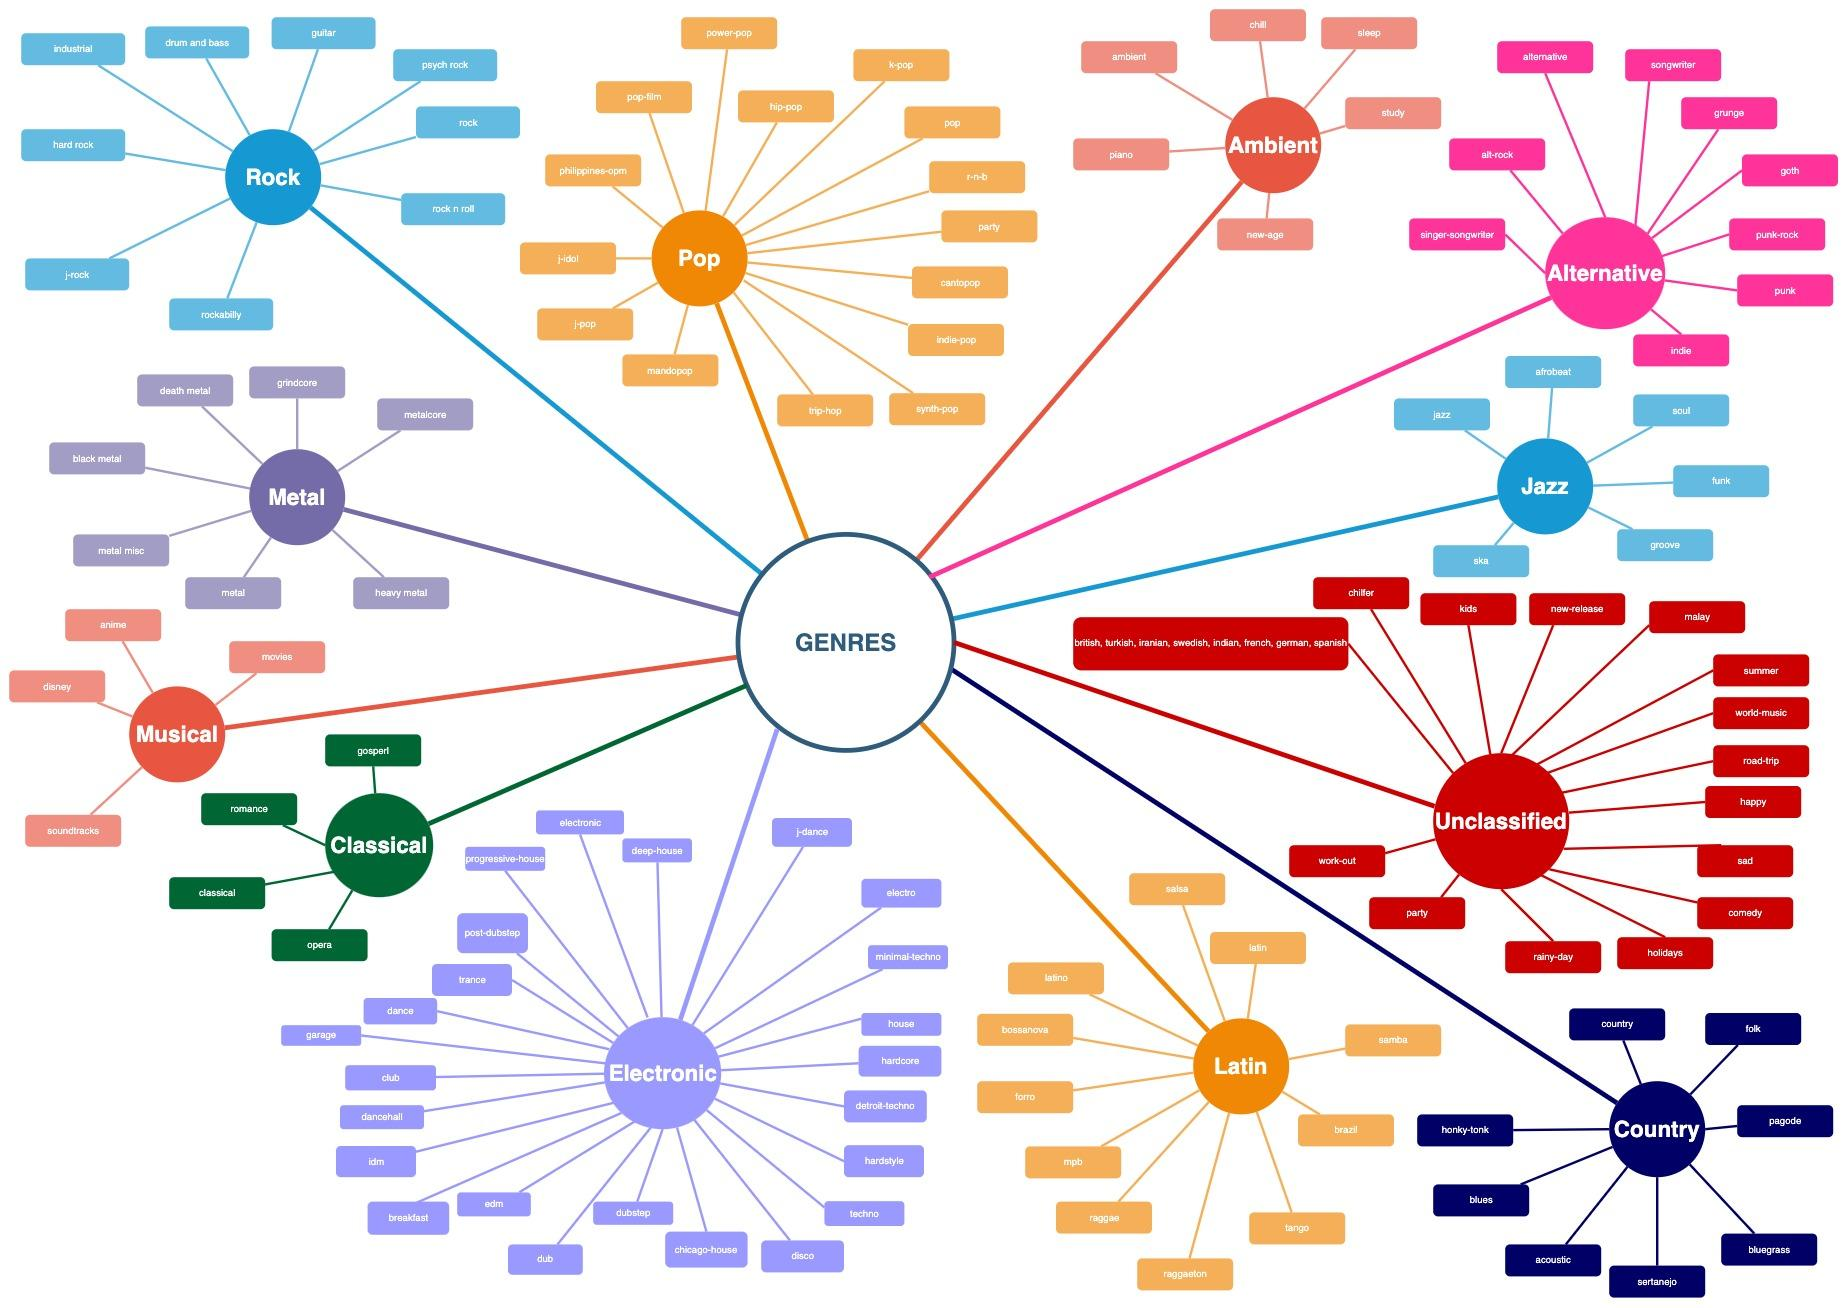 industrial
drum and bass
guitar
psych rock
rock
hard rock
Rock
rock n roll
j-rock
rockabilly
power-pop
k-pop
pop-film
hip-pop
pop
philippines-opm
r-n-b
party
Pop
j-idol
cantopop
j-pop
indie-pop
mandopop
trip-hop
synth-pop
chill
sleep
ambient
study
Ambient
piano
new-age
alternative
songwriter
grunge
alt-rock
goth
singer-songwriter
punk-rock
Alternative
punk
indie
death metal
grindcore
metalcore
black metal
Metal
metal misc
metal
heavy metal
afrobeat
jazz
soul
Jazz
funk
groove
ska
GENRES
anime
movies
disney
Musical
soundtracks
chilfer
kids
new-release
malay
british, turkish, iranian, swedish, indian, french, german, spanish
summer
world-music
road-trip
happy
Unclassified
work-out
sad
party
comedy
rainy-day
holidays
gosperl
romance
Classical
classical
opera
electronic
j-dance
deep-house
progressive-house
electro
post-dubstep
minimal-techno
trance
dance
house
garage
hardcore
Electronic
club
detroit-techno
dancehall
idm
hardstyle
edm
breakfast
dubstep
techno
dub
chicago-house
disco
salsa
latin
latino
bossanova
samba
Latin
forro
brazil
mpb
raggae
tango
raggaeton
country
folk
honky-tonk
Country
pagode
blues
acoustic
bluegrass
sertanejo